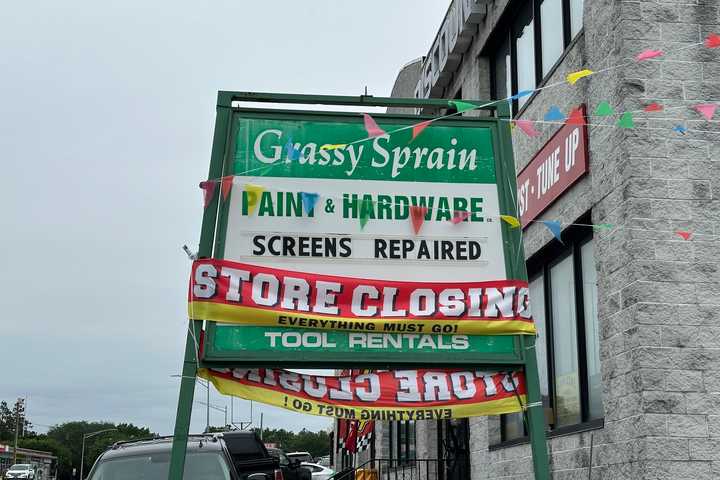 Grassy Sprain
PAINT & HARDWARE
SCREENS REPAIRED
STORE CLOSING
EVERYTHING MUST GO!
TOOL RENTALS
STORE CLOSING
EVERYTHING MUST GO!
TUNE UP